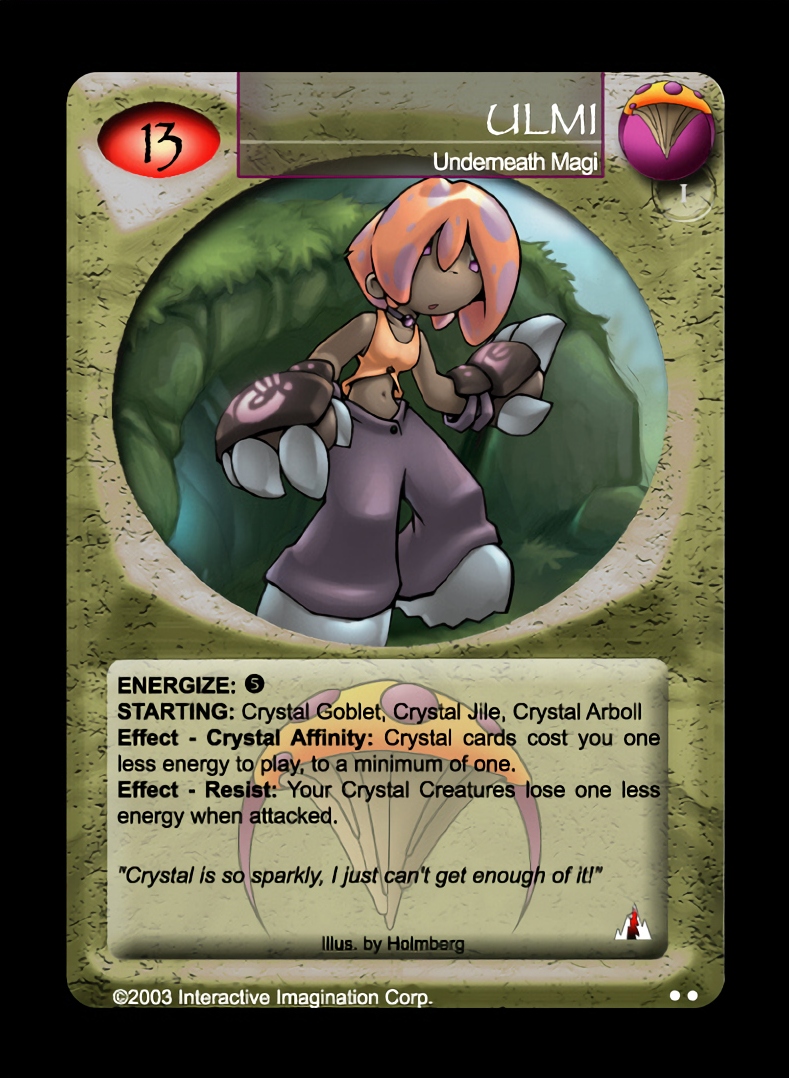 13
ULMI
Underneath Magi
I
ENERGIZE: 5
STARTING: Crystal Goblet, Crystal Jile, Crystal Arboll
Effect - Crystal Affinity: Crystal cards cost you one
less energy to play, to a minimum of one.
Effect - Resist: Your Crystal Creatures lose one less
energy when attacked.
"Crystal is so sparkly, I just can't get enough of it!"
Illus. by Holmberg
©2003 Interactive Imagination Corp.